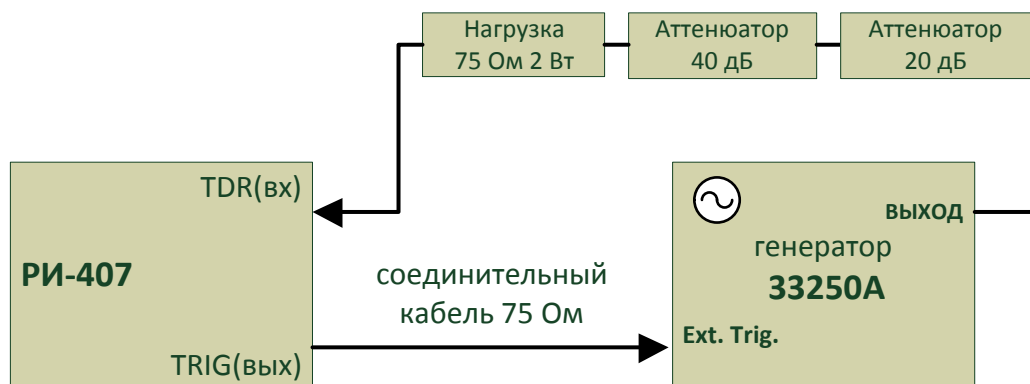 Нагрузка
75 Ом 2 Вт
Аттенюатор
40 дБ
Аттенюатор
20 дБ
TDR(вх)
РИ-407
TRIG(вых)
соединительный
кабель 75 Ом
ВЫХОД
генератор
33250А
Ext. Trig.